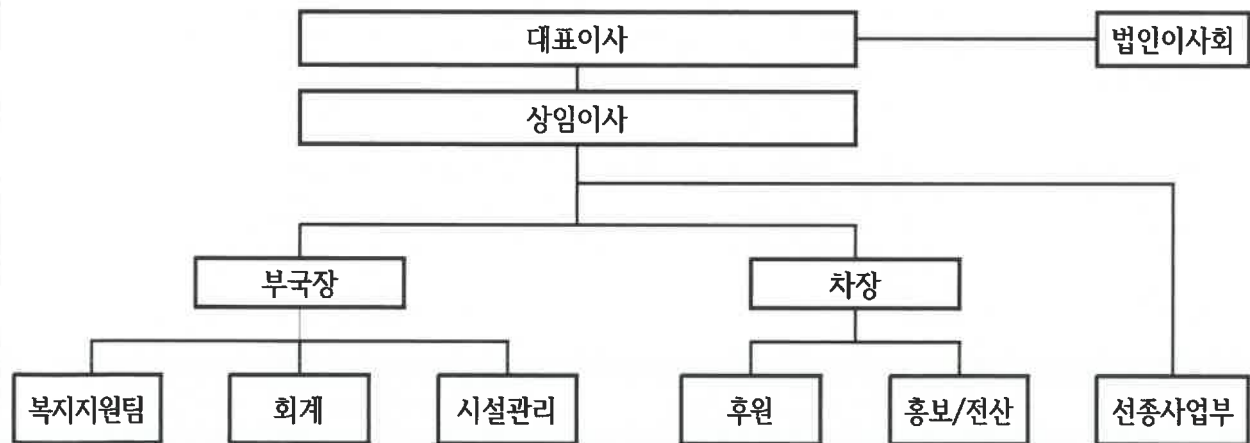 대표이사
법인이사회
상임이사
부국장
차장
복지지원팀
회계
시설관리
후원
홍보/전산
선종사업부